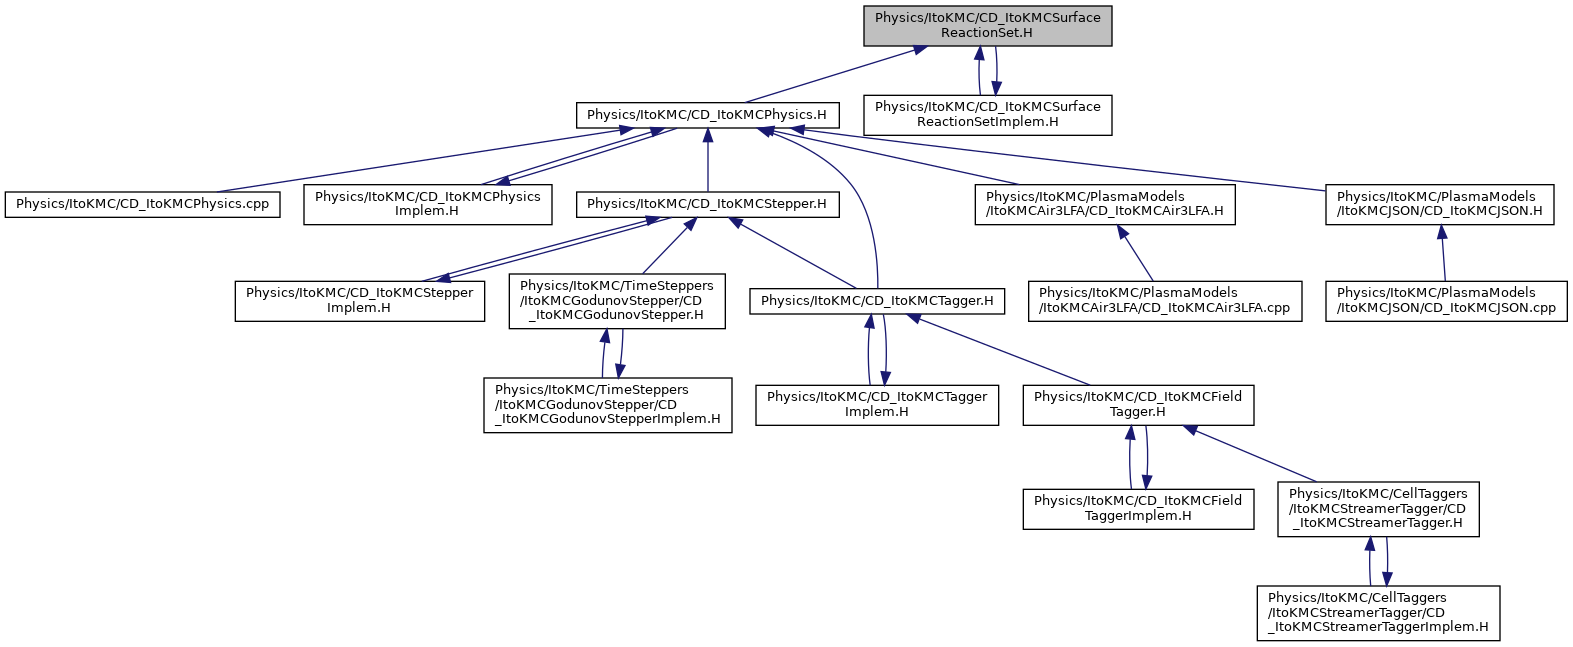 Physics/ItoKMC/CD_ItoKMCSurface
ReactionSet.H
Physics/ItoKMC/CD_ItoKMCPhysics.H
Physics/ItoKMC/CD_ItoKMCSurface
ReactionSetImplem.H
Physics/ItoKMC/CD_ItoKMCPhysics.cpp
Physics/ItoKMC/CD_ItoKMCPhysics
Implem.H
Physics/ItoKMC/CD_ItoKMCStepper.H
Physics/ItoKMC/PlasmaModels
/ItoKMCAir3LFA/CD_ItoKMCAir3LFA.H
Physics/ItoKMC/PlasmaModels
/ItoKMCJSON/CD_ItoKMCJSON.H
Physics/ItoKMC/CD_ItoKMCStepper
Implem.H
Physics/ItoKMC/TimeSteppers
/ItoKMCGodunovStepper/CD
_ItoKMCGodunovStepper.H
Physics/ItoKMC/CD_ItoKMCTagger.H
Physics/ItoKMC/PlasmaModels
/ItoKMCAir3LFA/CD_ItoKMCAir3LFA.cpp
Physics/ItoKMC/PlasmaModels
/ItoKMCJSON/CD_ItoKMCJSON.cpp
Physics/ItoKMC/TimeSteppers
/ItoKMCGodunovStepper/CD
_ItoKMCGodunovStepperImplem.H
Physics/ItoKMC/CD_ItoKMCTagger
Implem.H
Physics/ItoKMC/CD_ItoKMCField
Tagger.H
Physics/ItoKMC/CD_ItoKMCField
TaggerImplem.H
Physics/ItoKMC/CellTaggers
/ItoKMCStreamerTagger/CD
_ItoKMCStreamerTagger.H
Physics/ItoKMC/CellTaggers
/ItoKMCStreamerTagger/CD
_ItoKMCStreamerTaggerImplem.H